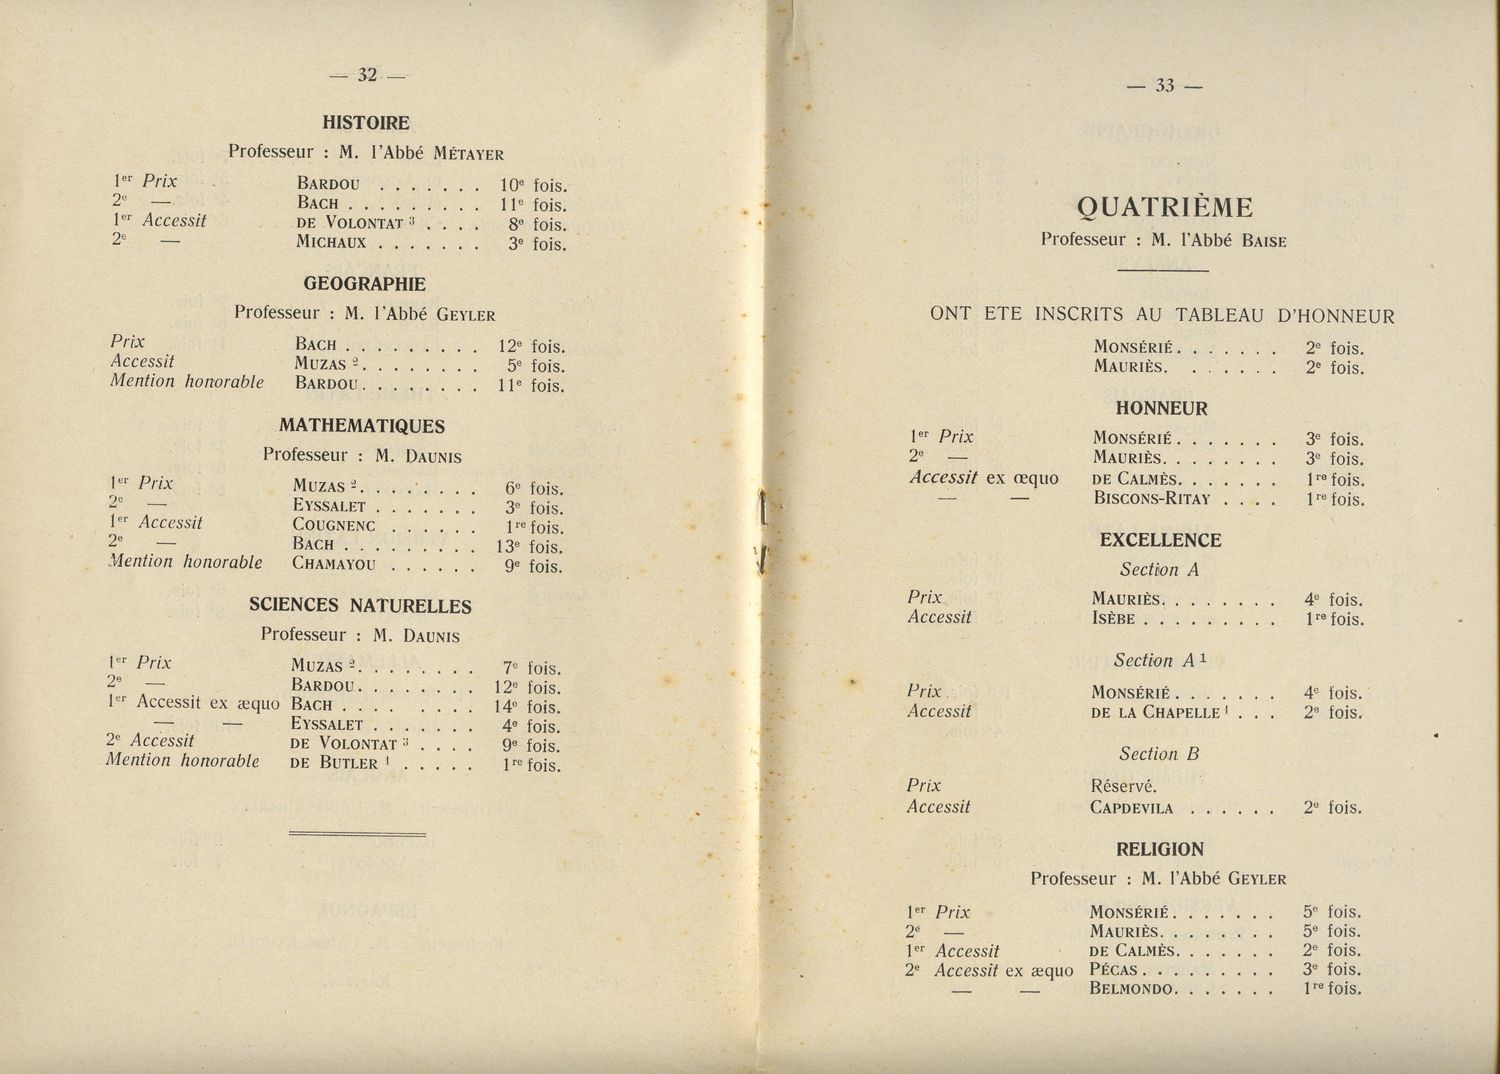 — 32 —
HISTOIRE
Professeur : M. l'Abbé MÉTAYER
1er Prix BARDOU . . . . . . . 10e fois.
2e — BACH . . . . . . . . . 11e fois.
1er Accessit DE VOLONTAT 3 . . . . 8e fois.
2e — MICHAUX . . . . . . . 3e fois.
GEOGRAPHIE
Professeur : M. l'Abbé GEYLER
Prix BACH . . . . . . . . . 12e fois.
Accessit MUZAS 2 . . . . . . . . 5e fois.
Mention honorable BARDOU . . . . . . . . 11e fois.
MATHEMATIQUES
Professeur : M. DAUNIS
1er Prix MUZAS 2 . . . . . . . . 6e fois.
2e — EYSSALET . . . . . . . 3e fois.
1er Accessit COUGNENC . . . . . . 1re fois.
2e — BACH . . . . . . . . . 13e fois.
Mention honorable CHAMAYOU . . . . . . 9e fois.
SCIENCES NATURELLES
Professeur : M. DAUNIS
1er Prix MUZAS 2 . . . . . . . . 7e fois.
2e — BARDOU . . . . . . . . 12e fois.
1er Accessit ex æquo BACH . . . . . . . . 14e fois.
— — EYSSALET . . . . . . . 4e fois.
2e Accessit DE VOLONTAT 3 . . . . 9e fois.
Mention honorable DE BUTLER 1 . . . . . 1re fois.
— 33 —
QUATRIÈME
Professeur : M. l'Abbé BAISE
ONT ETE INSCRITS AU TABLEAU D'HONNEUR
MONSÉRIÉ . . . . . . . 2e fois.
MAURIÈS . . . . . . . 2e fois.
HONNEUR
1er Prix MONSÉRIÉ . . . . . . . 3e fois.
2e — MAURIÈS . . . . . . . . 3e fois.
Accessit ex œquo DE CALMÈS . . . . . . . 1re fois.
— — BISCONS-RITAY . . . . 1re fois.
EXCELLENCE
Section A
Prix MAURIÈS . . . . . . . . 4e fois.
Accessit ISÈBE . . . . . . . . . 1re fois.
Section A 1
Prix MONSÉRIÉ . . . . . . . 4e fois.
Accessit DE LA CHAPELLE 1 . . . 2e fois.
Section B
Prix Réservé.
Accessit CAPDEVILA . . . . . . 2e fois.
RELIGION
Professeur : M. l'Abbé GEYLER
1er Prix MONSÉRIÉ . . . . . . . 5e fois.
2e — MAURIÈS . . . . . . . . 5e fois.
1er Accessit DE CALMÈS . . . . . . . 2e fois.
2e Accessit ex æquo PÉCAS . . . . . . . . . 3e fois.
— — BELMONDO . . . . . . . 1re fois.